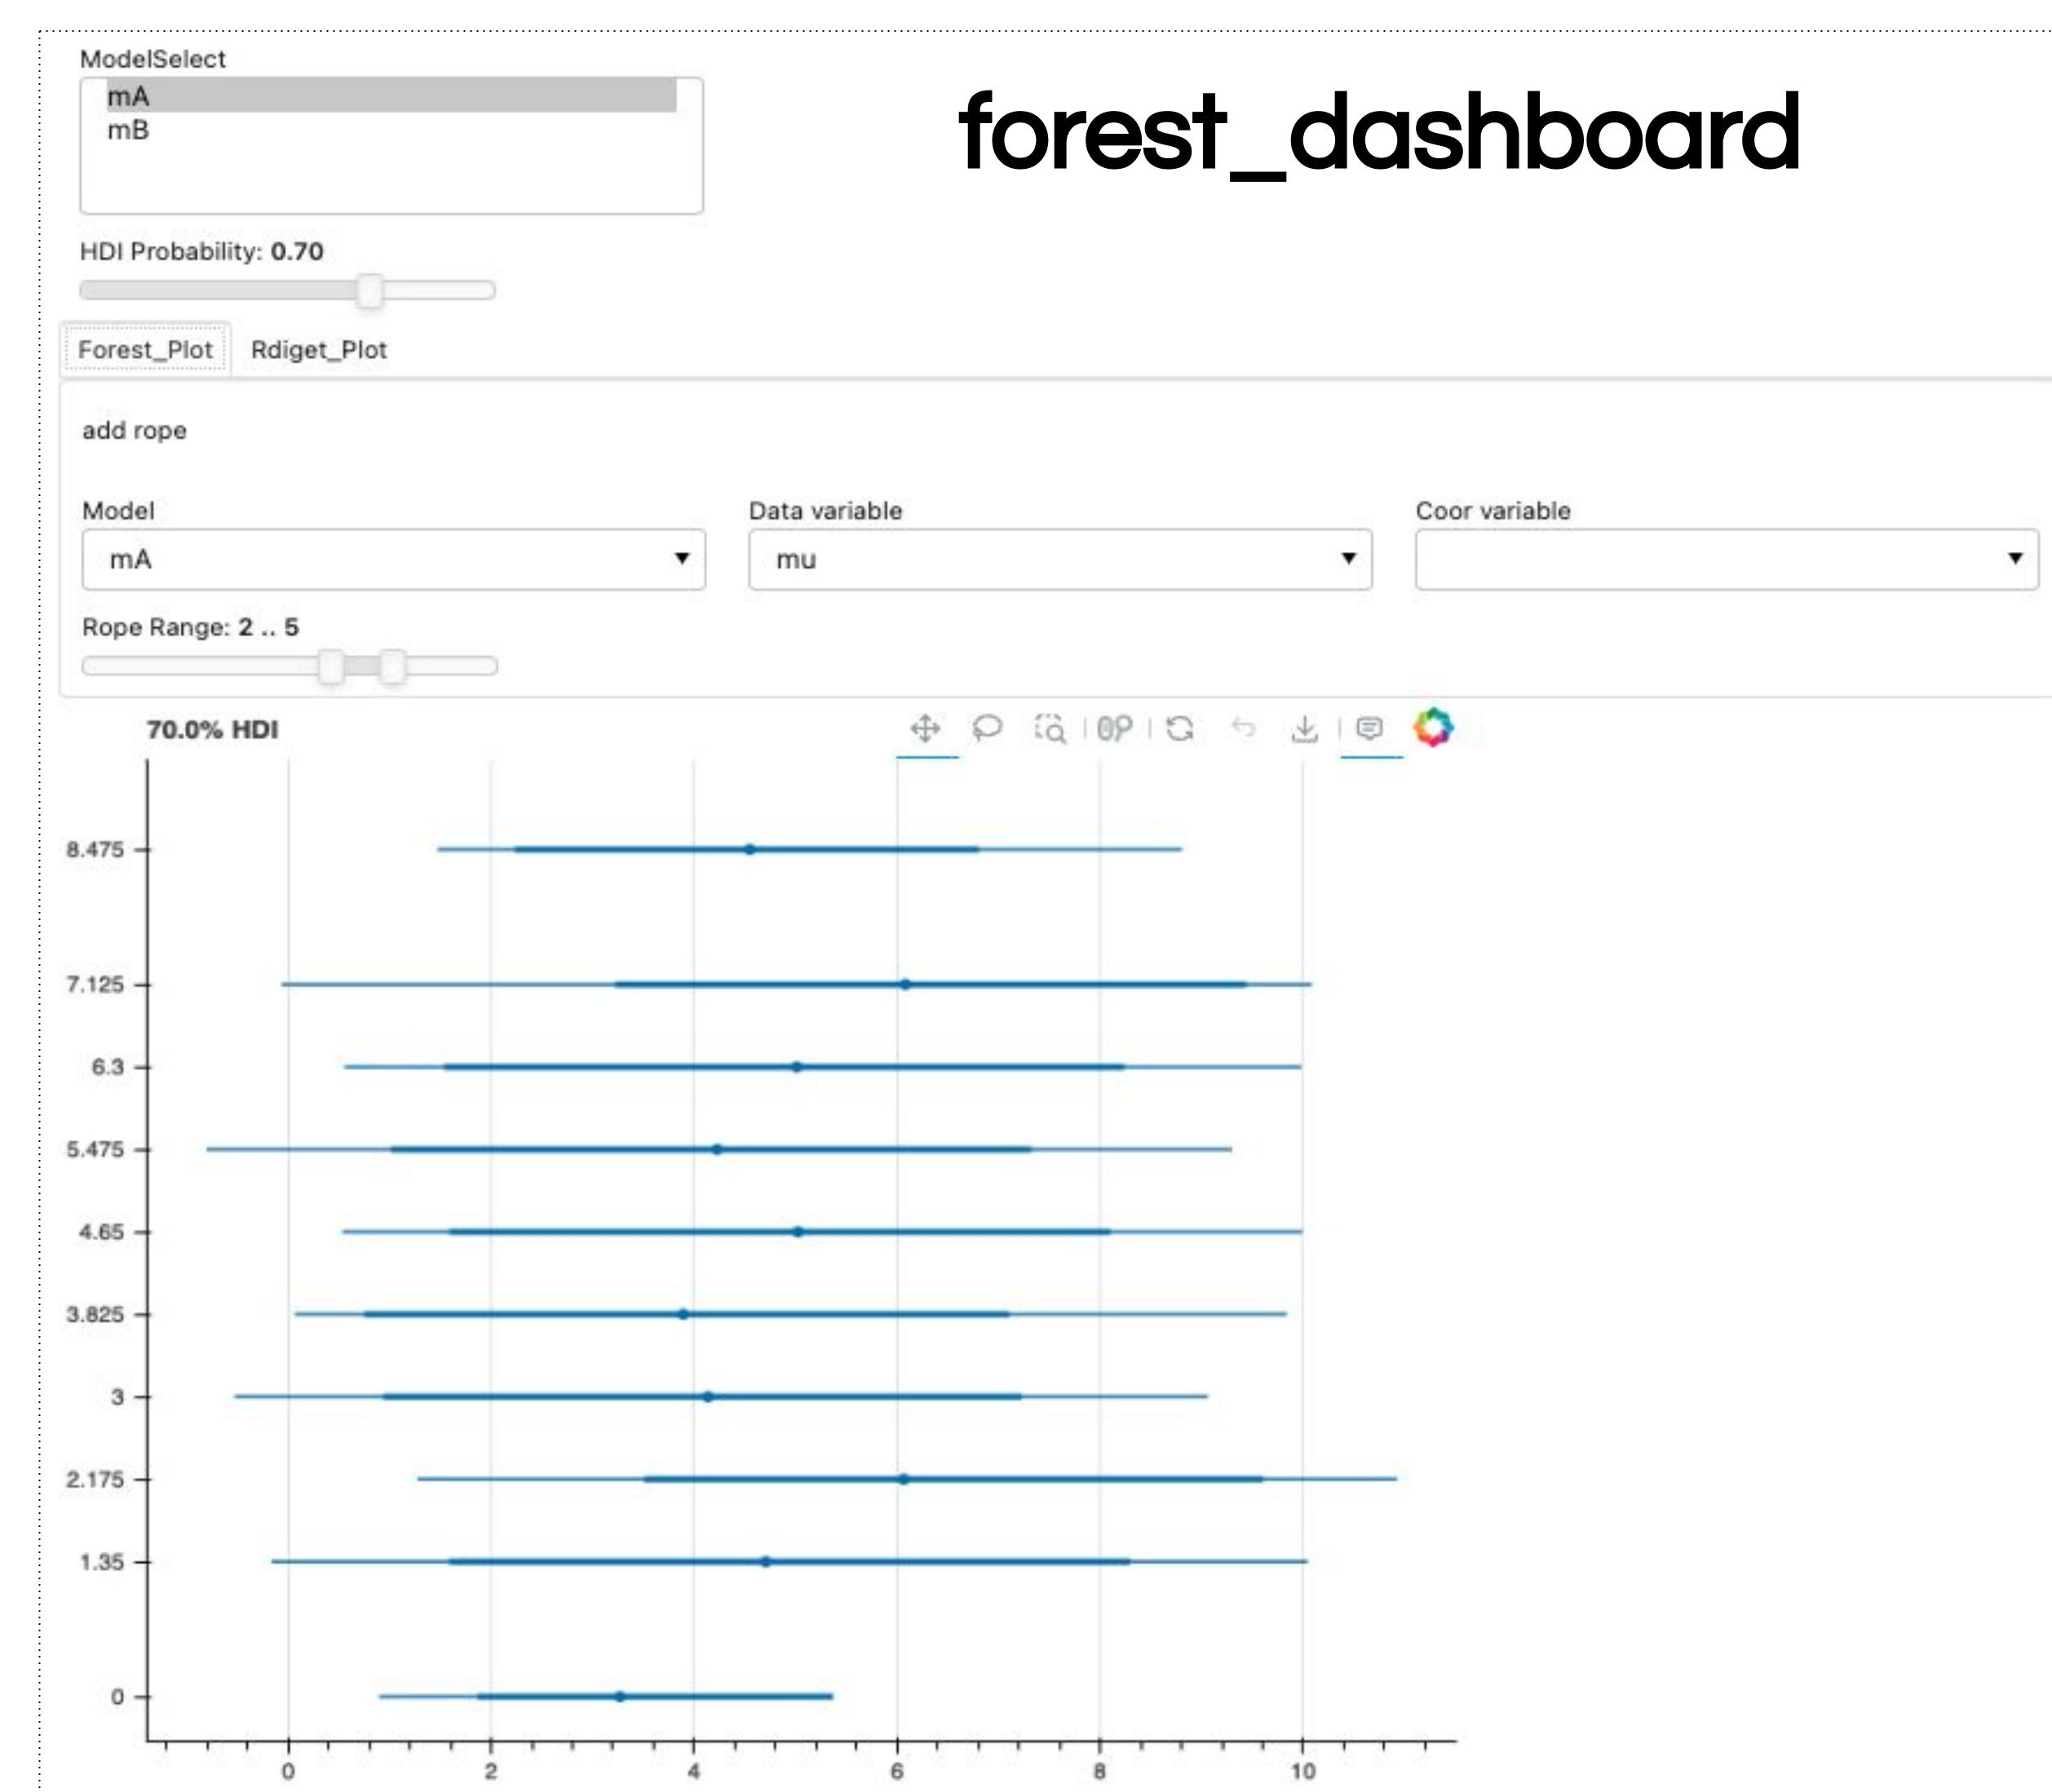 ModelSelect
mA
mB
forest_dashboard
HDI Probability: 0.70
Forest_Plot Rdiget_Plot
add rope
Model Data variable Coor variable
mA mu
Rope Range: 2 .. 5
70.0% HDI
8.475
7.125
6.3
5.475
4.65
3.825
3
2.175
1.35
0
0 2 4 6 8 10